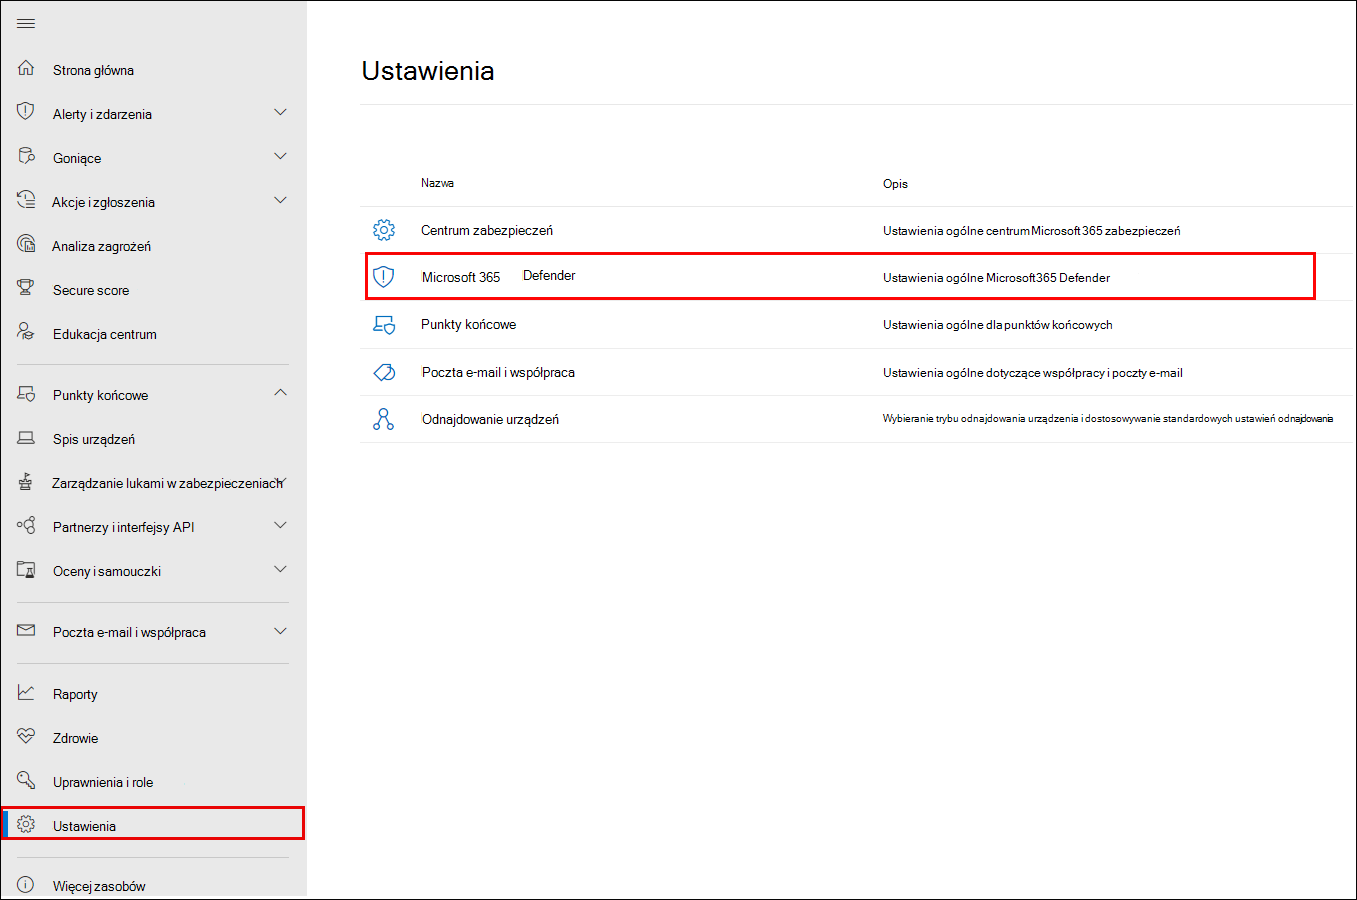 Strona główna
Alerty i zdarzenia
Goniące
Akcje i zgłoszenia
Analiza zagrożeń
Secure score
Edukacja centrum
Punkty końcowe
Spis urządzeń
Zarządzanie lukami w zabezpieczeniach
Partnerzy i interfejsy API
Oceny i samouczki
Poczta e-mail i współpraca
Raporty
Zdrowie
Uprawnienia i role
Ustawienia
Więcej zasobów
Ustawienia
Nazwa Opis
Centrum zabezpieczeń Ustawienia ogólne centrum Microsoft 365 zabezpieczeń
Microsoft 365 Defender Ustawienia ogólne Microsoft365 Defender
Punkty końcowe Ustawienia ogólne dla punktów końcowych
Poczta e-mail i współpraca Ustawienia ogólne dotyczące współpracy i poczty e-mail
Odnajdowanie urządzeń Wybieranie trybu odnajdowania urządzenia i dostosowywanie standardowych ustawień odnajdowania